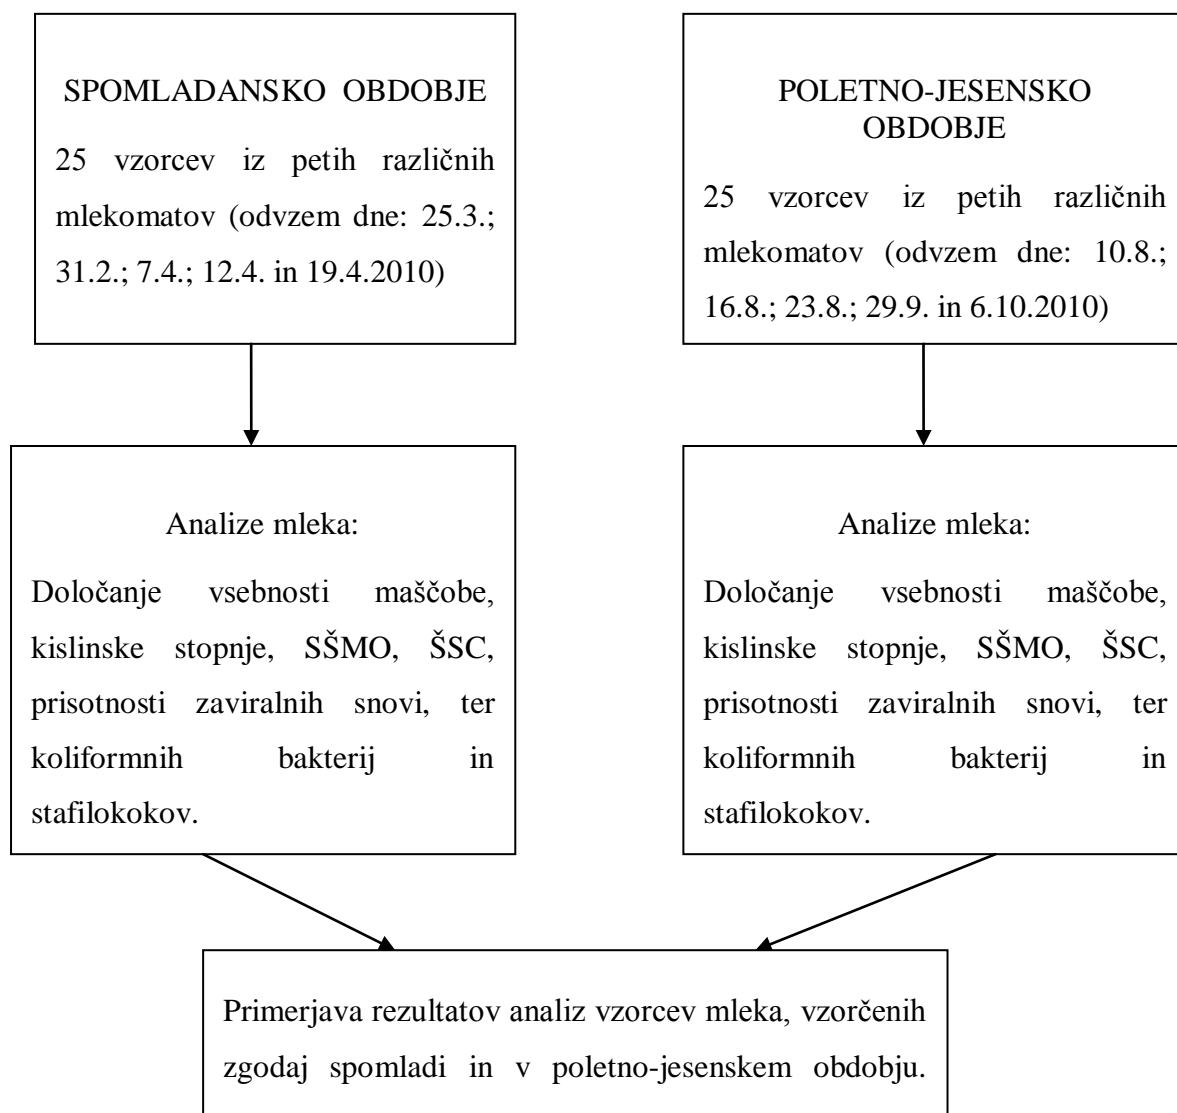 SPOMLADANSKO OBDOBJE
25 vzorcev iz petih različnih
mlekomatov (odvzem dne: 25.3.;
31.2.; 7.4.; 12.4. in 19.4.2010)
POLETNO-JESENSKO
OBDOBJE
25 vzorcev iz petih različnih
mlekomatov (odvzem dne: 10.8.;
16.8.; 23.8.; 29.9. in 6.10.2010)
Analize mleka:
Določanje vsebnosti maščobe,
kislinske stopnje, SŠMO, ŠSC,
prisotnosti zaviralnih snovi, ter
koliformnih bakterij in
stafilokokov.
Analize mleka:
Določanje vsebnosti maščobe,
kislinske stopnje, SŠMO, ŠSC,
prisotnosti zaviralnih snovi, ter
koliformnih bakterij in
stafilokokov.
Primerjava rezultatov analiz vzorcev mleka, vzorčenih
zgodaj spomladi in v poletno-jesenskem obdobju.